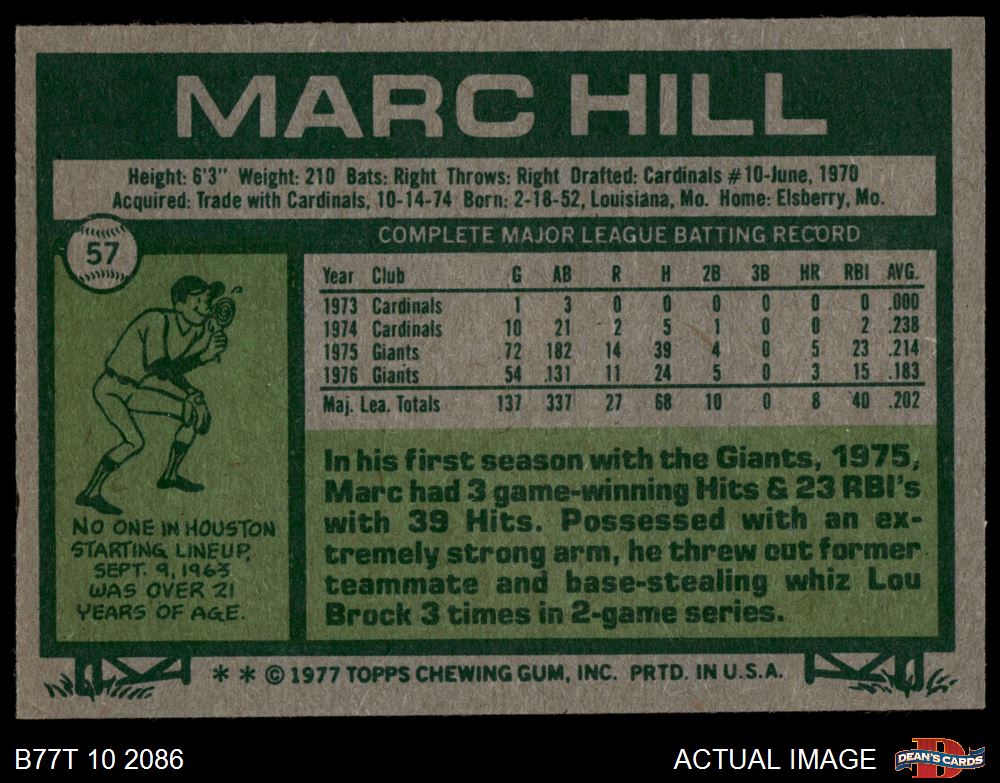 MARC HILL
Height: 6'3" Weight: 210 Bats: Right Throws: Right Drafted: Cardinals #10-June, 1970
Acquired: Trade with Cardinals, 10-14-74 Born: 2-18-52, Louisiana, Mo. Home: Elsberry, Mo.
57
COMPLETE MAJOR LEAGUE BATTING RECORD
Year Club G AB R H 2B 3B HR RBI AVG.
1973 Cardinals 1 3 0 0 0 0 0 0 .000
1974 Cardinals 10 21 2 5 1 0 0 2 .238
1975 Giants 72 182 14 39 4 0 5 23 .214
1976 Giants 54 .131 11 24 5 0 3 15 .183
Maj. Lea. Totals 137 337 27 68 10 0 8 40 .202
NO ONE IN HOUSTON
STARTING LINEUP,
SEPT. 9, 1963
WAS OVER 21
YEARS OF AGE.
In his first season with the Giants, 1975,
Marc had 3 game-winning Hits & 23 RBI's
with 39 Hits. Possessed with an ex-
tremely strong arm, he threw out former
teammate and base-stealing whiz Lou
Brock 3 times in 2-game series.
* * © 1977 TOPPS CHEWING GUM, INC. PRTD. IN U.S.A.
B77T 10 2086
ACTUAL IMAGE
D
DEAN'S CARDS